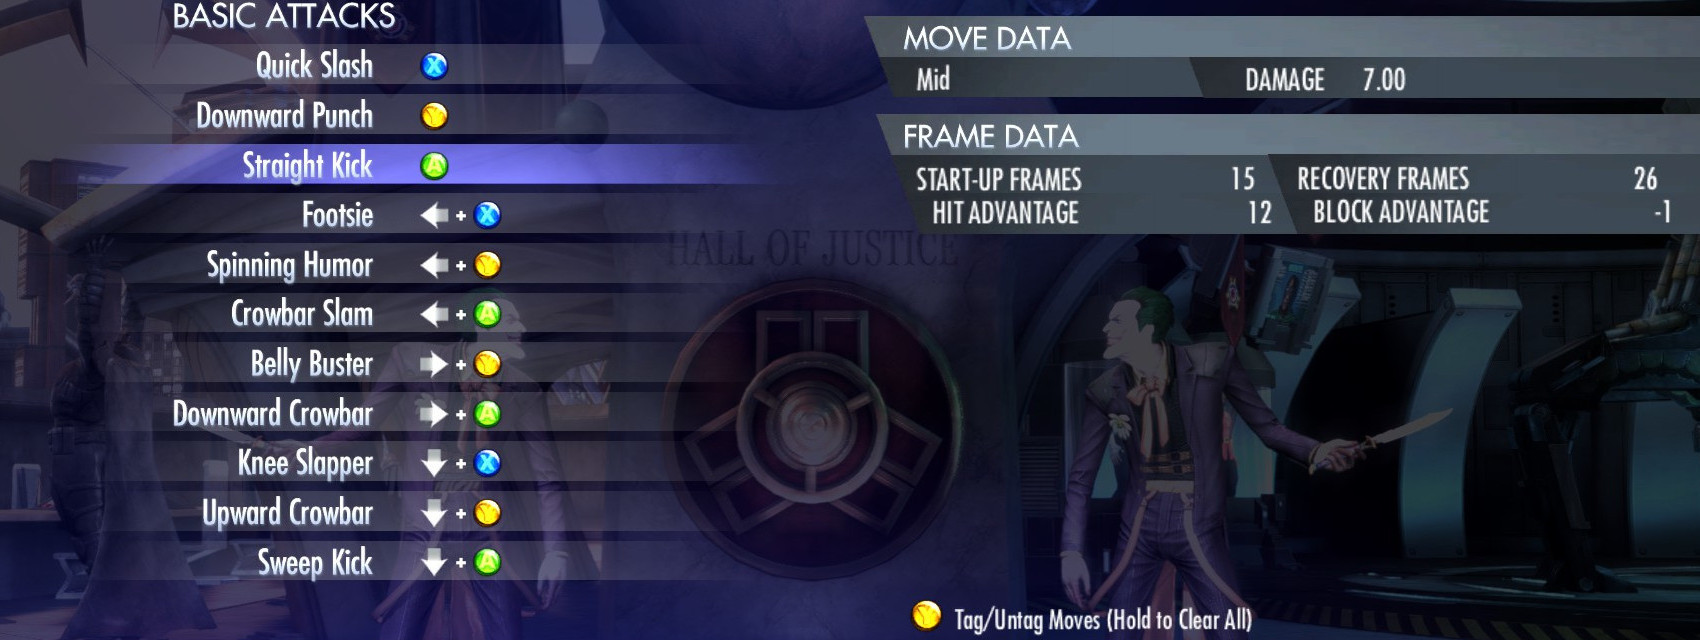 BASIC ATTACKS
Quick Slash X
Downward Punch Y
Straight Kick A
Footsie + X
Spinning Humor + Y
Crowbar Slam + A
Belly Buster + Y
Downward Crowbar + A
Knee Slapper + X
Upward Crowbar + Y
Sweep Kick + A
MOVE DATA
Mid DAMAGE 7.00
FRAME DATA
START-UP FRAMES 15 RECOVERY FRAMES 26
HIT ADVANTAGE 12 BLOCK ADVANTAGE -1
HALL OF JUSTICE
Y Tag/Untag Moves (Hold to Clear All)